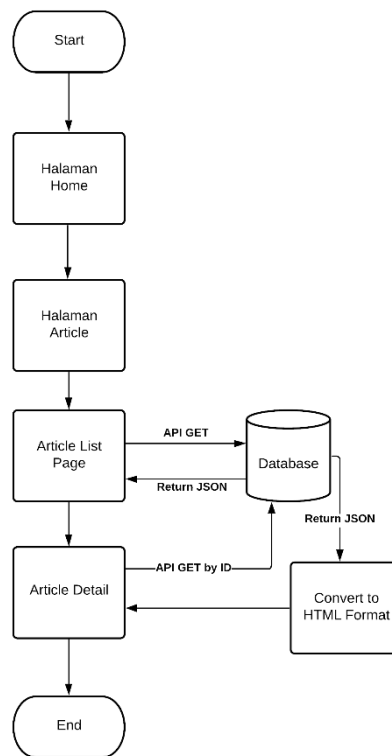 Start
Halaman
Home
Halaman
Article
Article List
Page
API GET
Return JSON
Database
Return JSON
Article Detail
API GET by ID
Convert to
HTML Format
End